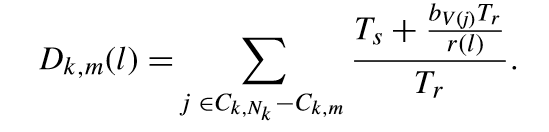 $$D_{k,m}(l) = \sum_{j \in C_{k,N_k} - C_{k,m}} \frac{T_s + \frac{b_{V(j)} T_r}{r(l)}}{T_r}.$$